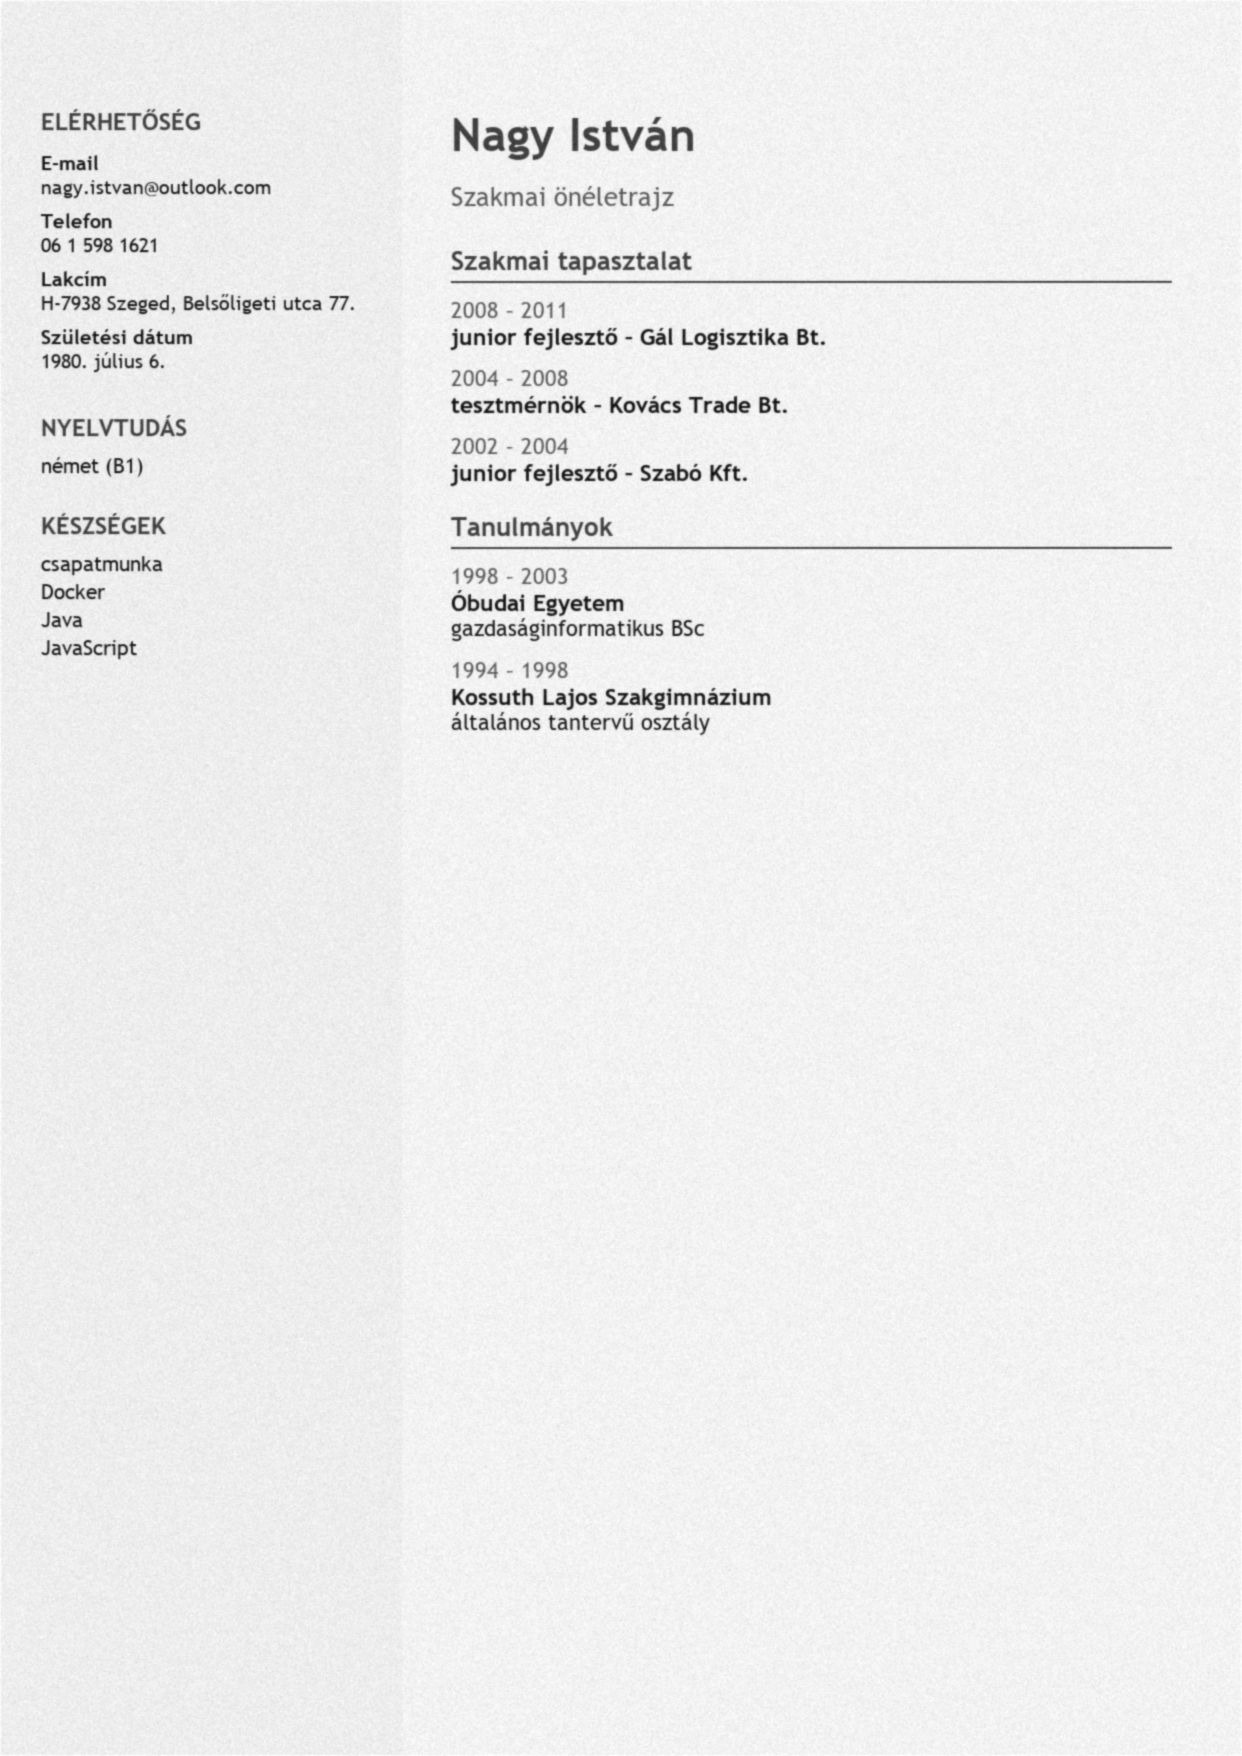 ELÉRHETŐSÉG
E-mail
nagy.istvan@outlook.com
Telefon
06 1 598 1621
Lakcím
H-7938 Szeged, Belsőligeti utca 77.
Születési dátum
1980. július 6.
NYELVTUDÁS
német (B1)
KÉSZSÉGEK
csapatmunka
Docker
Java
JavaScript
Nagy István
Szakmai önéletrajz
Szakmai tapasztalat
2008 - 2011
junior fejlesztő - Gál Logisztika Bt.
2004 - 2008
tesztmérnök - Kovács Trade Bt.
2002 - 2004
junior fejlesztő - Szabó Kft.
Tanulmányok
1998 - 2003
Óbudai Egyetem
gazdaságinformatikus BSc
1994 - 1998
Kossuth Lajos Szakgimnázium
általános tantervű osztály